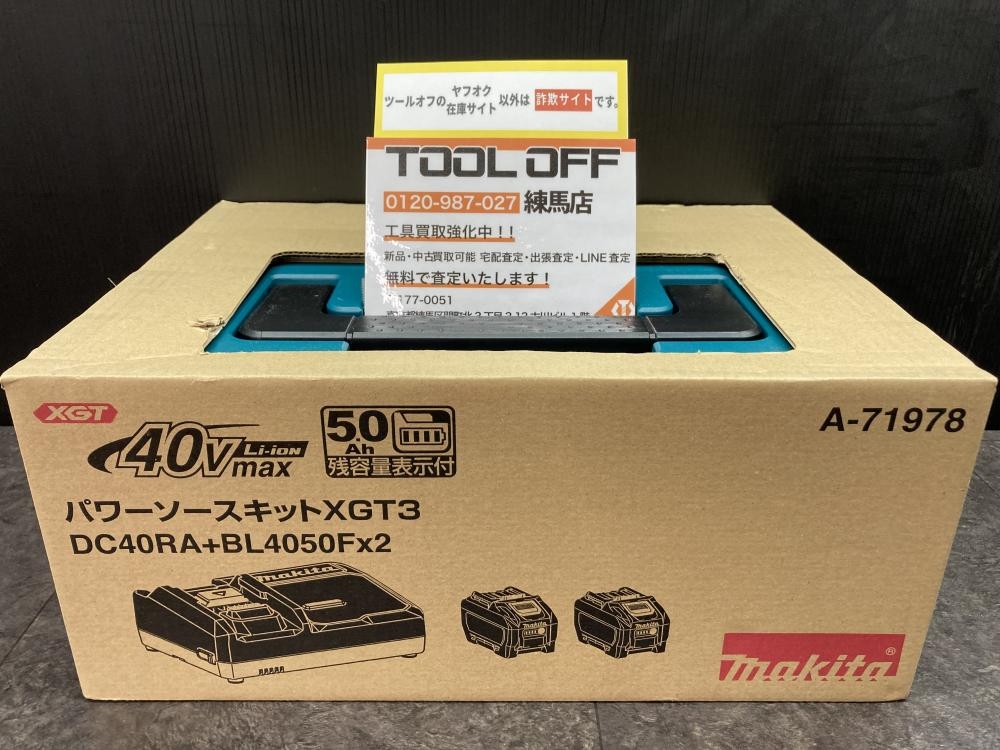 ツールオフの ヤフオク 在庫サイト 以外は 詐欺サイト です。
TOOL OFF
0120-987-027 練馬店
工具買取強化中！！
新品・中古買取可能 宅配査定・出張査定・LINE査定
無料で査定いたします！
177-0051
XGT
40Vmax Li-ion
5.0Ah
残容量表示付
A-71978
パワーソースキットXGT3
DC40RA+BL4050Fx2
makita
makita
makita
makita®